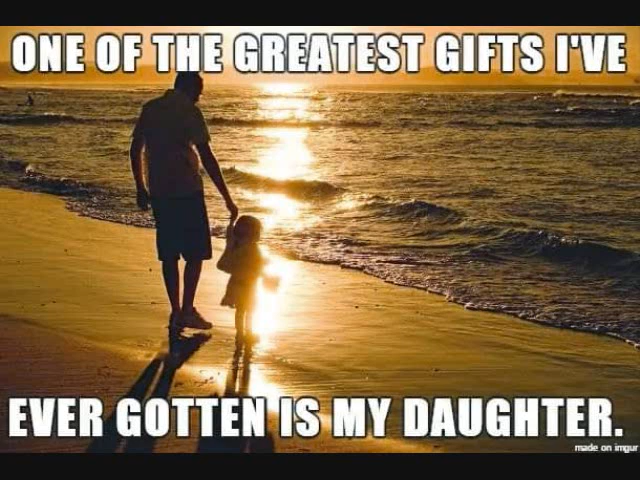 ONE OF THE GREATEST GIFTS I'VE
EVER GOTTEN IS MY DAUGHTER.
made on imgur